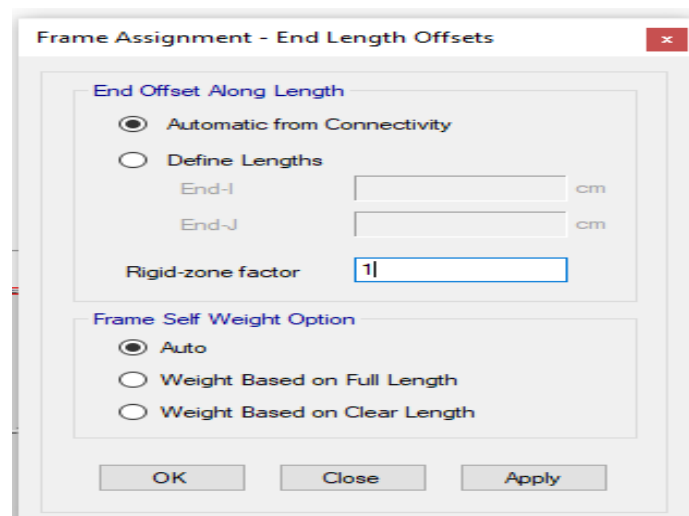 Frame Assignment - End Length Offsets
x
End Offset Along Length
Automatic from Connectivity
Define Lengths
End-I cm
End-J cm
Rigid-zone factor 1
Frame Self Weight Option
Auto
Weight Based on Full Length
Weight Based on Clear Length
OK Close Apply